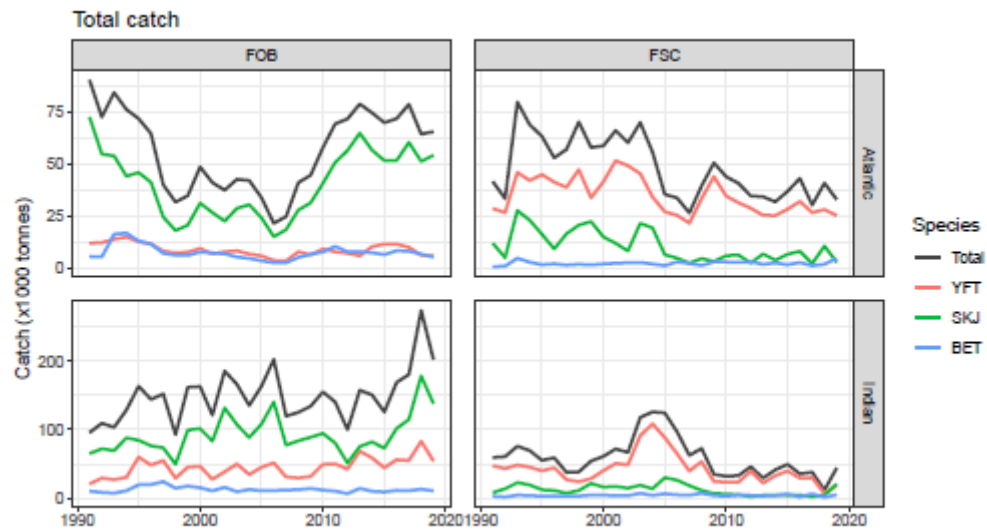 Total catch
FOB
FSC
Catch (x1000 tonnes)
75
50
25
0
Atlantic
200
100
0
Indian
1990
2000
2010
2020
1990
2000
2010
2020
Species
Total
YFT
SKJ
BET